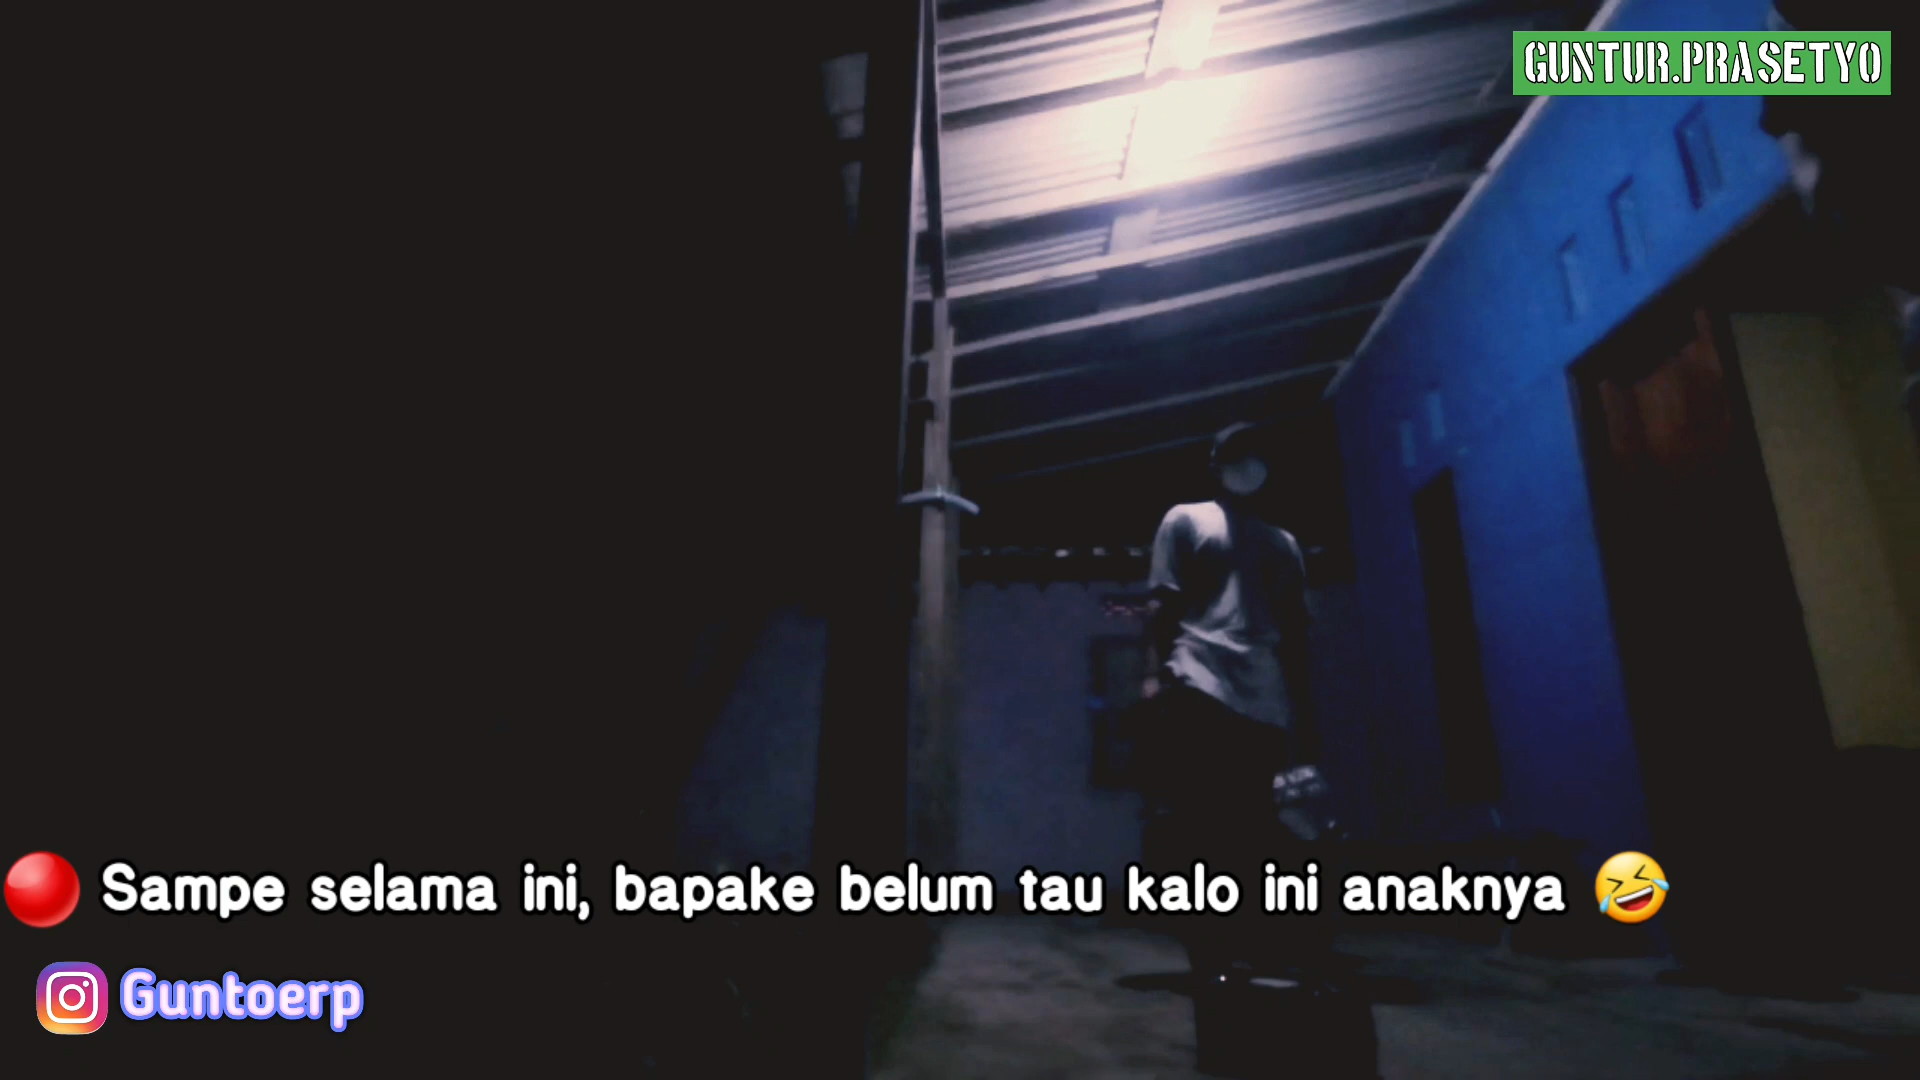 GUNTUR.PRASETYO
Sampe selama ini, bapake belum tau kalo ini anaknya 🤣
Guntoerp